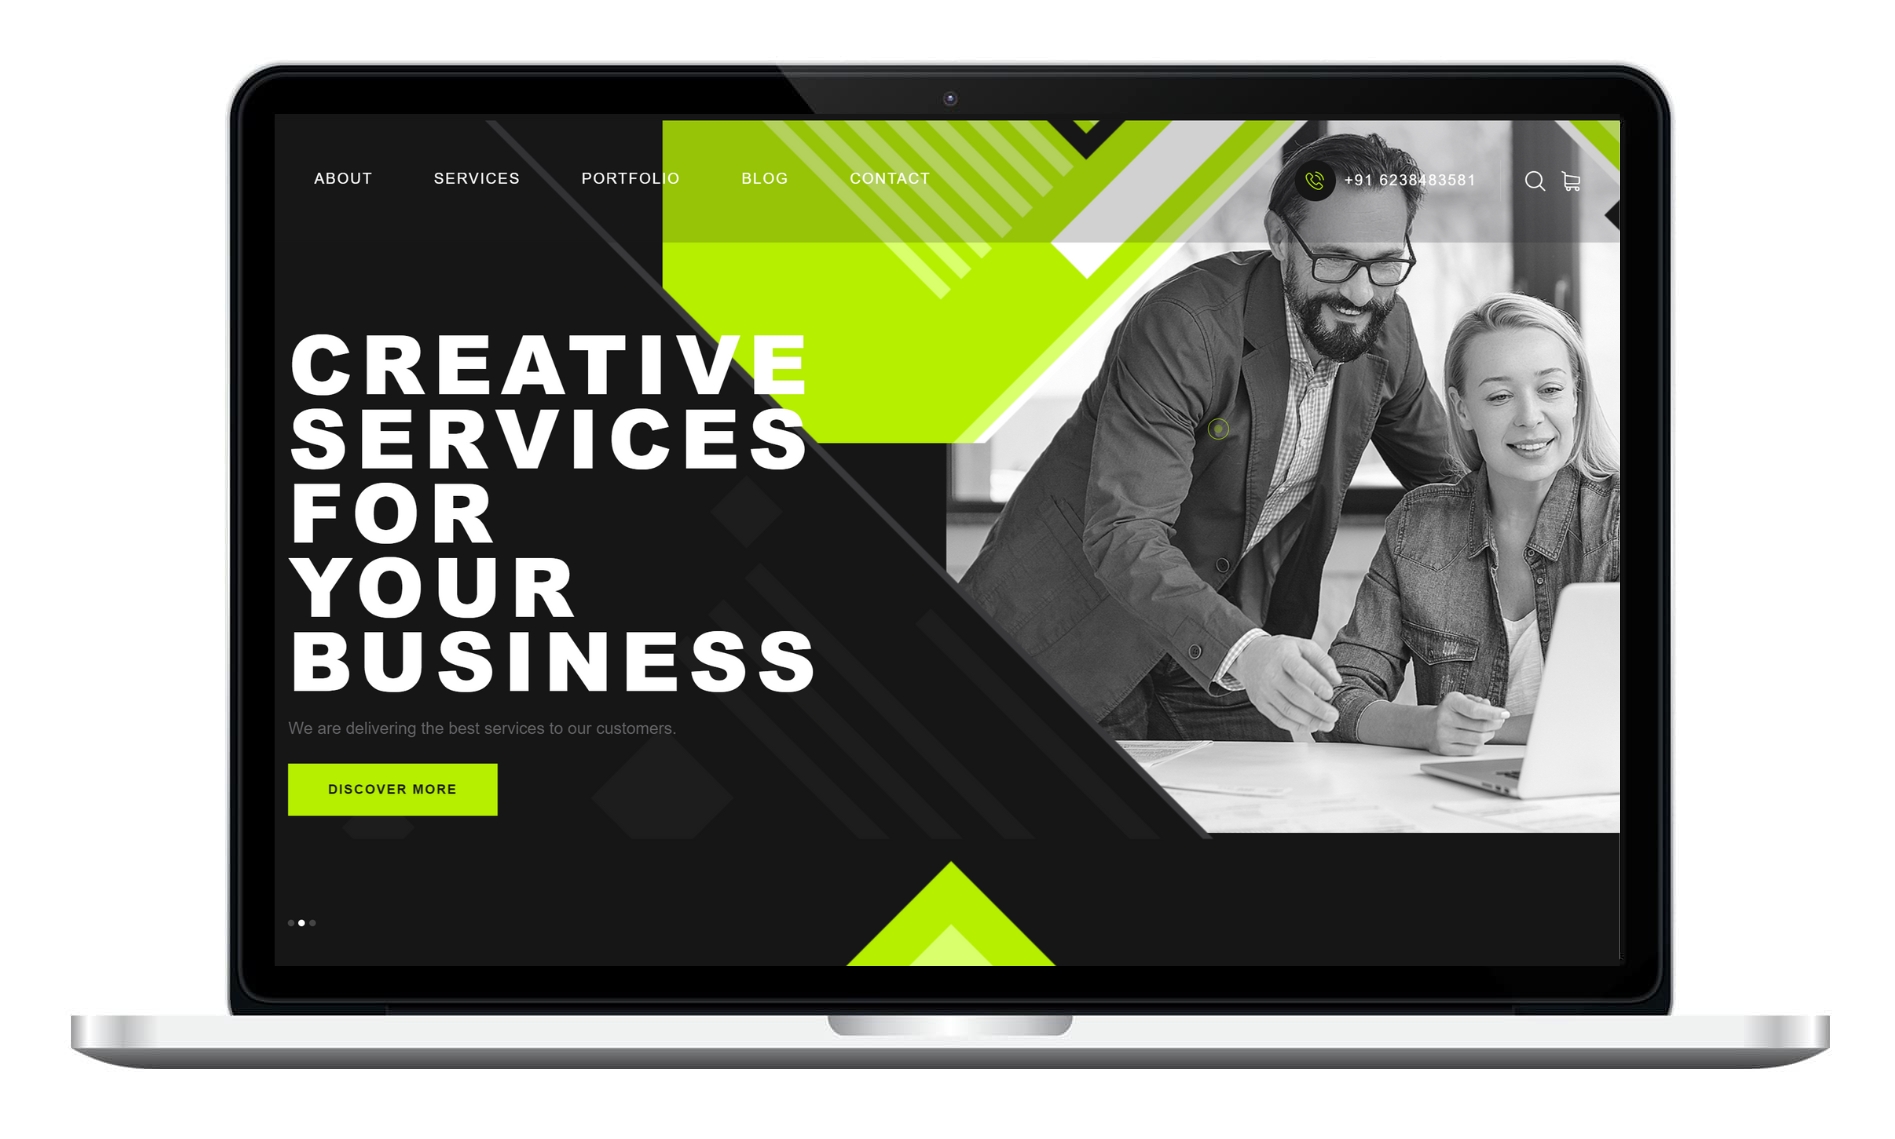 ABOUT SERVICES PORTFOLIO BLOG CONTACT +91 6238483581
CREATIVE
SERVICES
FOR
YOUR
BUSINESS
We are delivering the best services to our customers.
DISCOVER MORE